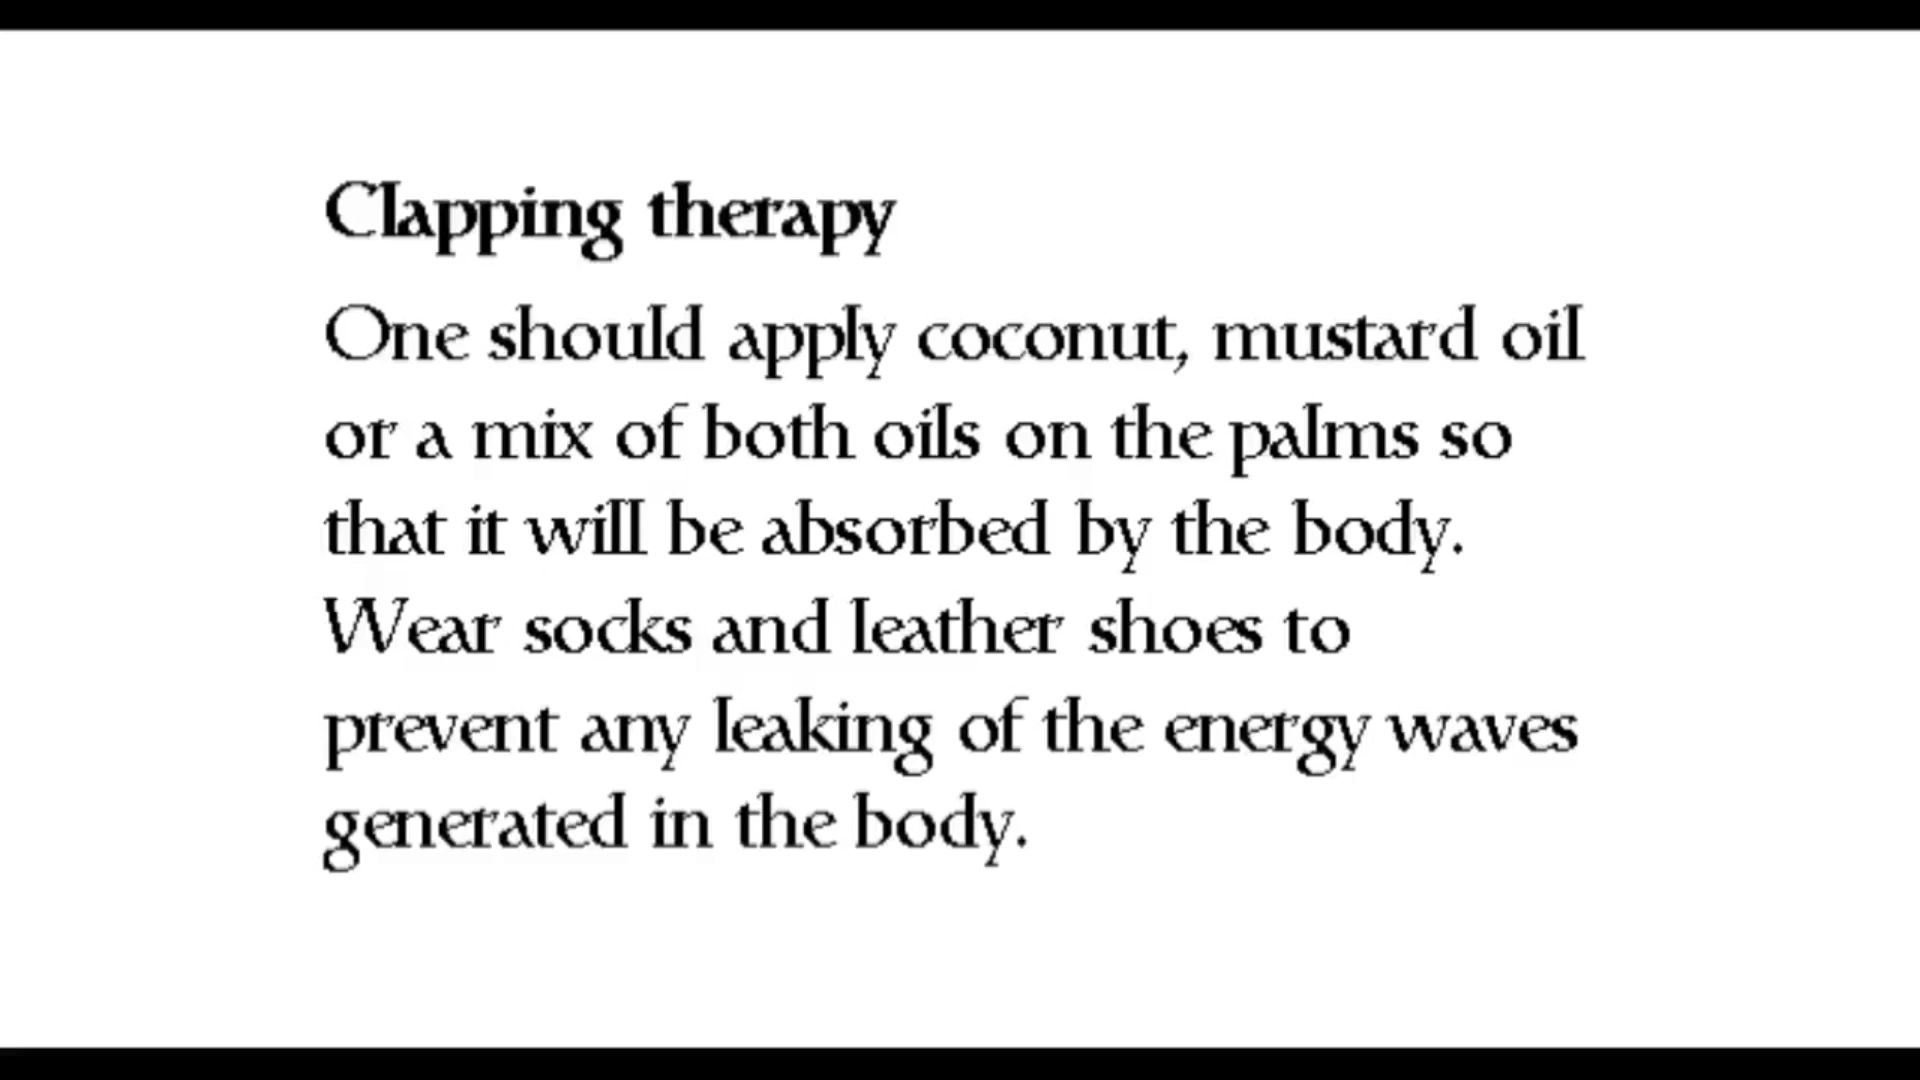 Clapping therapy
One should apply coconut, mustard oil
or a mix of both oils on the palms so
that it will be absorbed by the body.
Wear socks and leather shoes to
prevent any leaking of the energy waves
generated in the body.